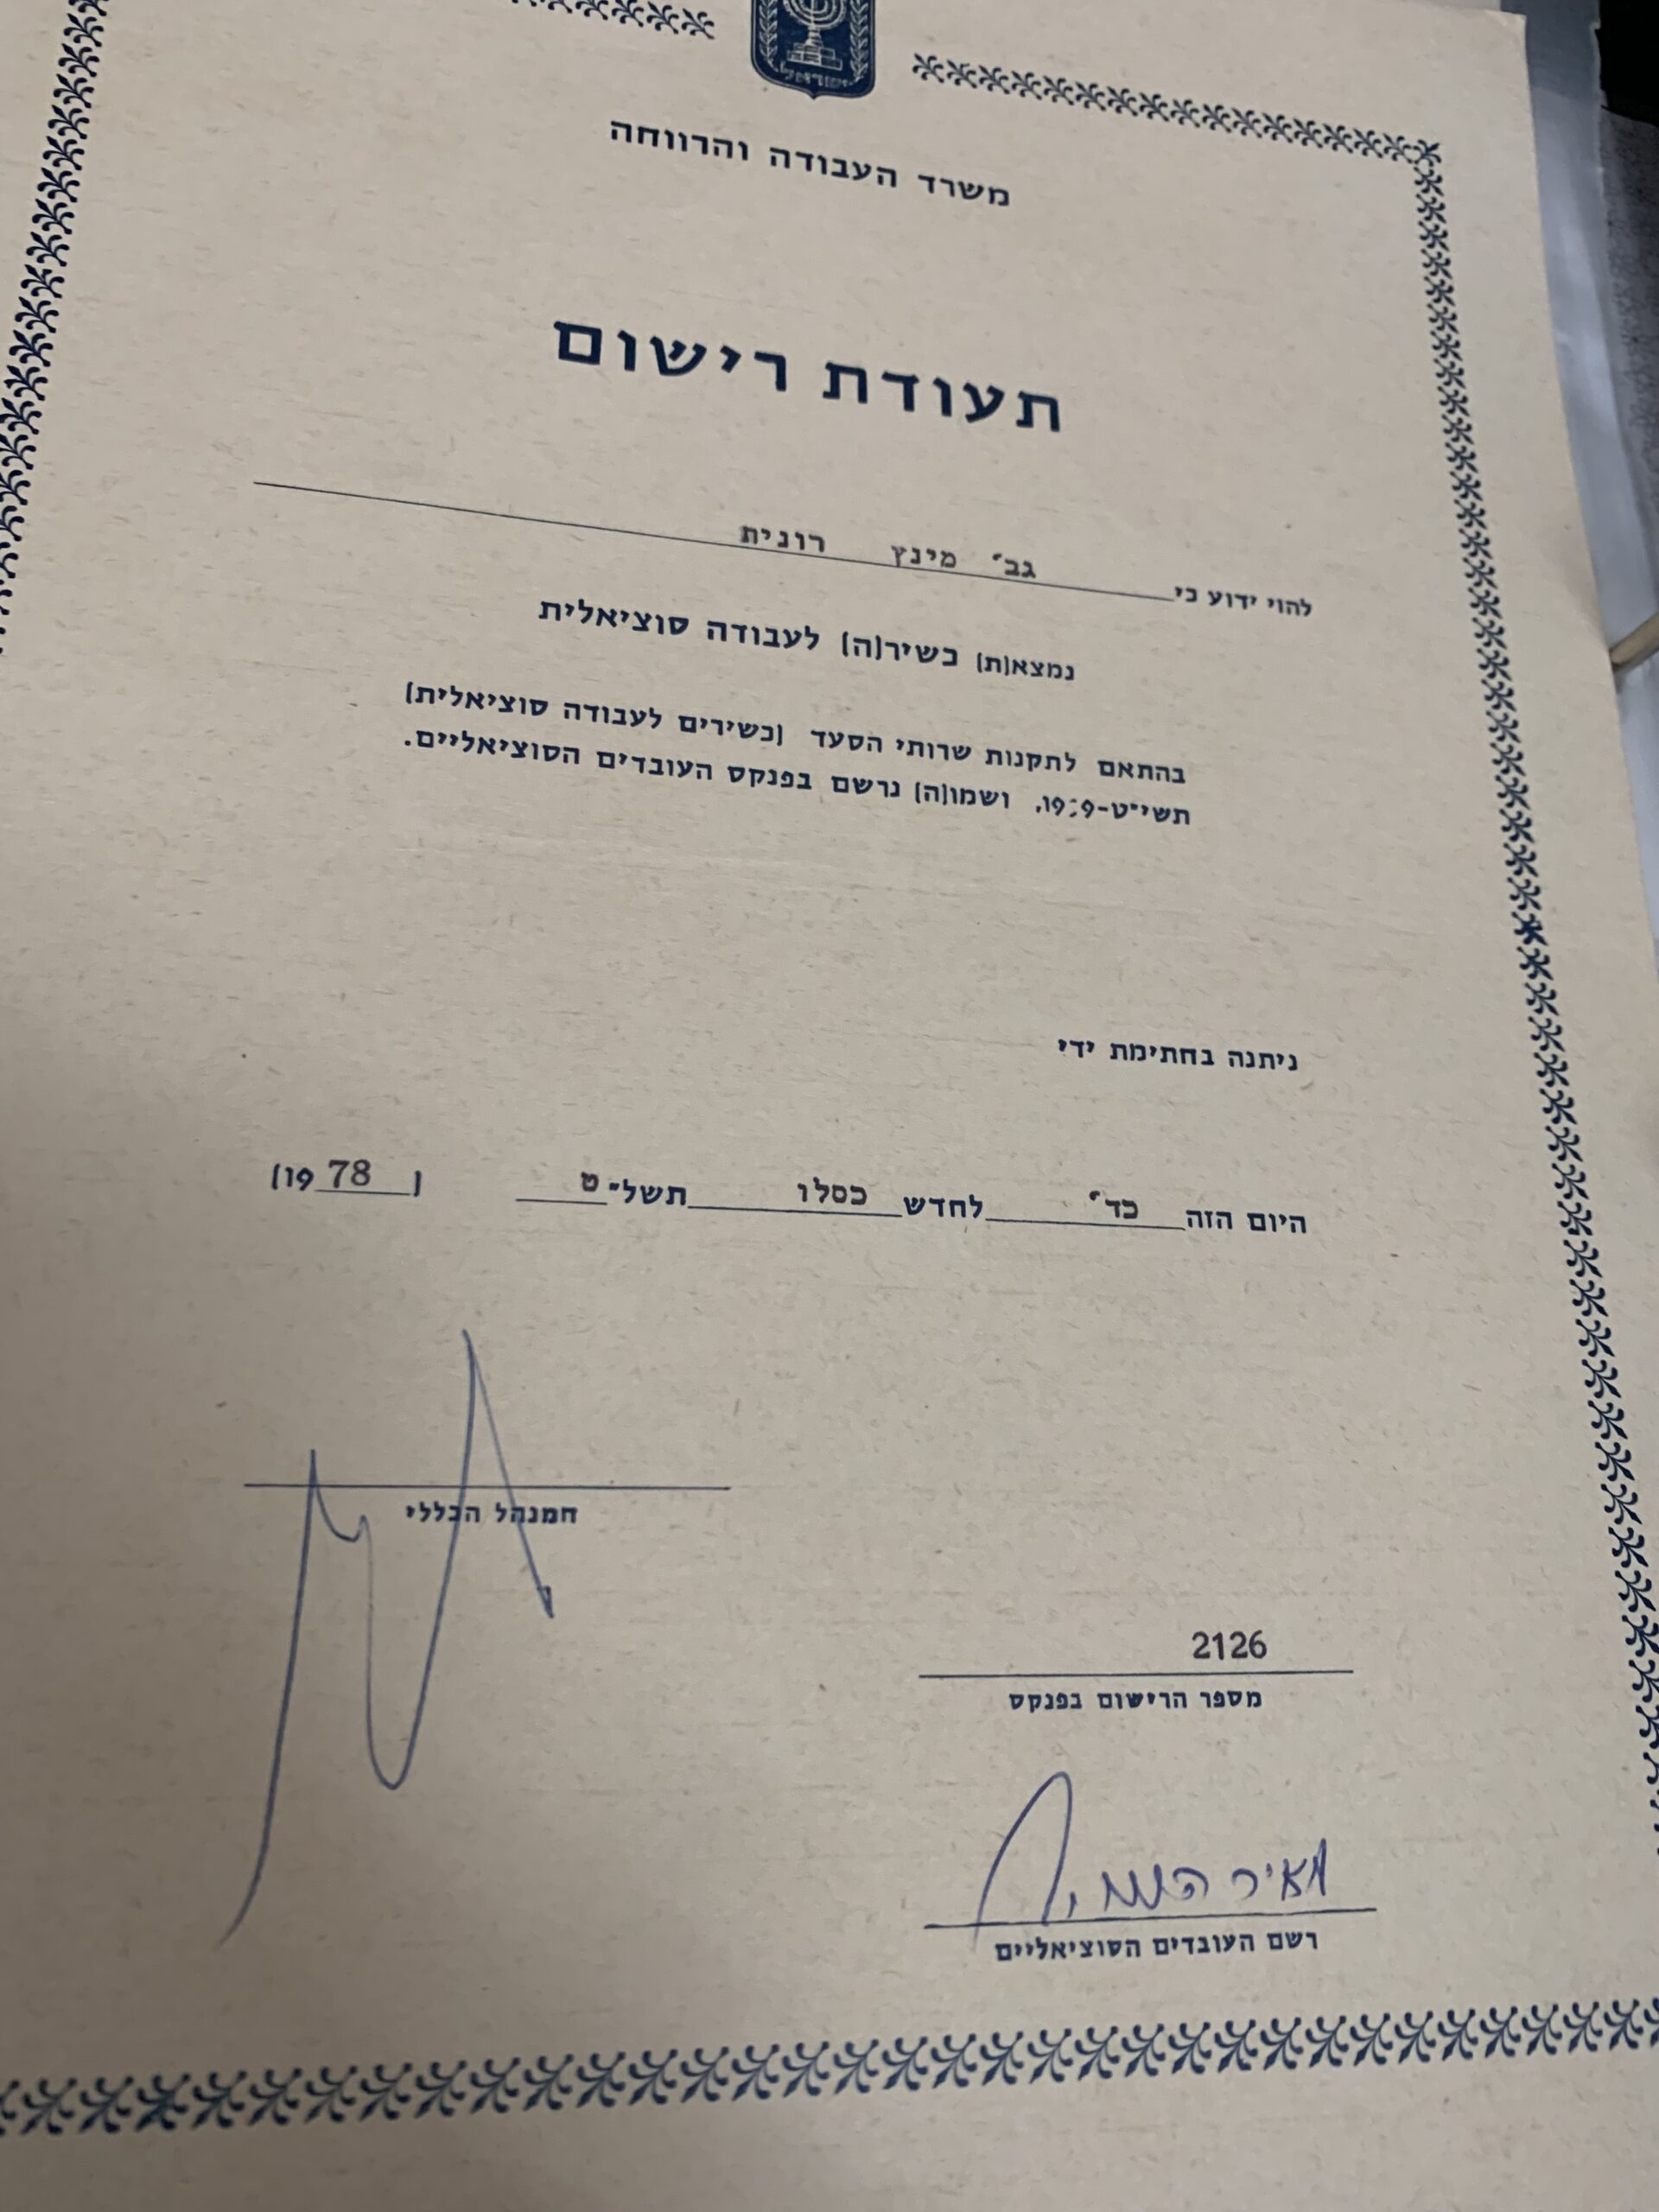 ישראל
משרד העבודה והרווחה
תעודת רישום
להוי ידוע כי גב' מינץ רונית
נמצא(ת) כשיר(ה) לעבודה סוציאלית
בהתאם לתקנות שרותי הסעד (כשירים לעבודה סוציאלית)
תשי"ט-1959, ושמו(ה) נרשם בפנקס העובדים הסוציאליים.
ניתנה בחתימת ידי
היום הזה כד' לחדש כסלו תשל"ט (1978)
המנהל הכללי
2126
מספר הרישום בפנקס
מאיר
רשם העובדים הסוציאליים